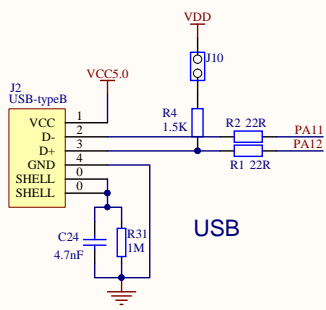 VDD
J10
VCC5.0
J2
USB-typeB
VCC 1
D- 2
D+ 3
GND 4
SHELL 0
SHELL 0
R4
1.5K
R2 22R
PA11
PA12
R1 22R
C24
4.7nF
R31
1M
USB